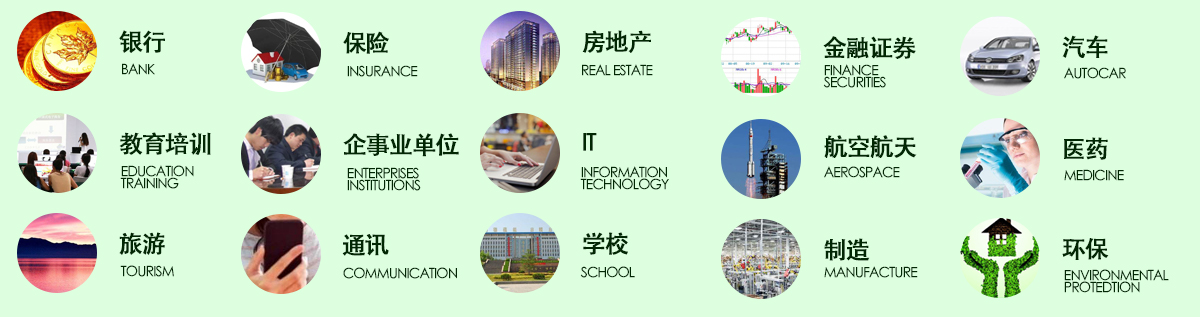 银行
BANK
保险
INSURANCE
房地产
REAL ESTATE
金融证券
FINANCE
SECURITIES
汽车
AUTOCAR
教育培训
EDUCATION
TRAINING
企事业单位
ENTERPRISES
INSTITUTIONS
IT
INFORMATION
TECHNOLOGY
航空航天
AEROSPACE
医药
MEDICINE
旅游
TOURISM
通讯
COMMUNICATION
学校
SCHOOL
制造
MANUFACTURE
环保
ENVIRONMENTAL
PROTEDTION